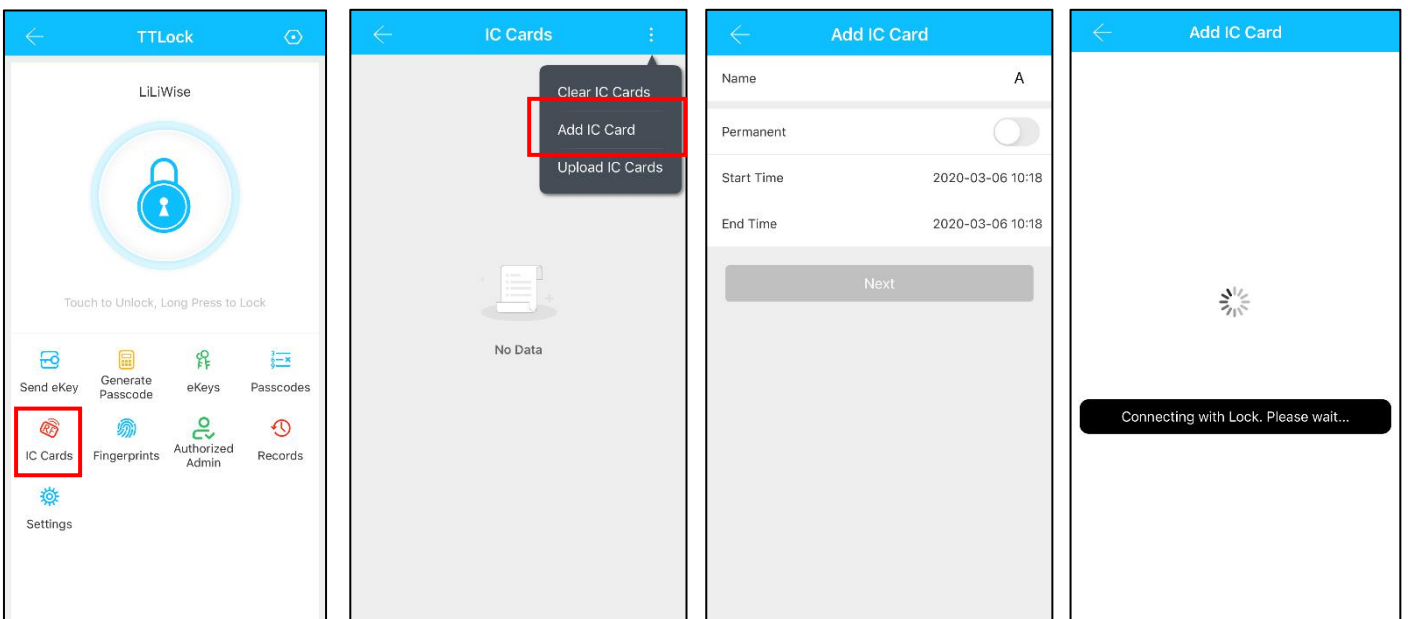 TTLock
LiLiWise
Touch to Unlock, Long Press to Lock
Send eKey
Generate
Passcode
eKeys
Passcodes
RF
IC Cards
Fingerprints
Authorized
Admin
Records
Settings
IC Cards
Clear IC Cards
Add IC Card
Upload IC Cards
No Data
Add IC Card
Name A
Permanent
Start Time 2020-03-06 10:18
End Time 2020-03-06 10:18
Next
Add IC Card
Connecting with Lock. Please wait...